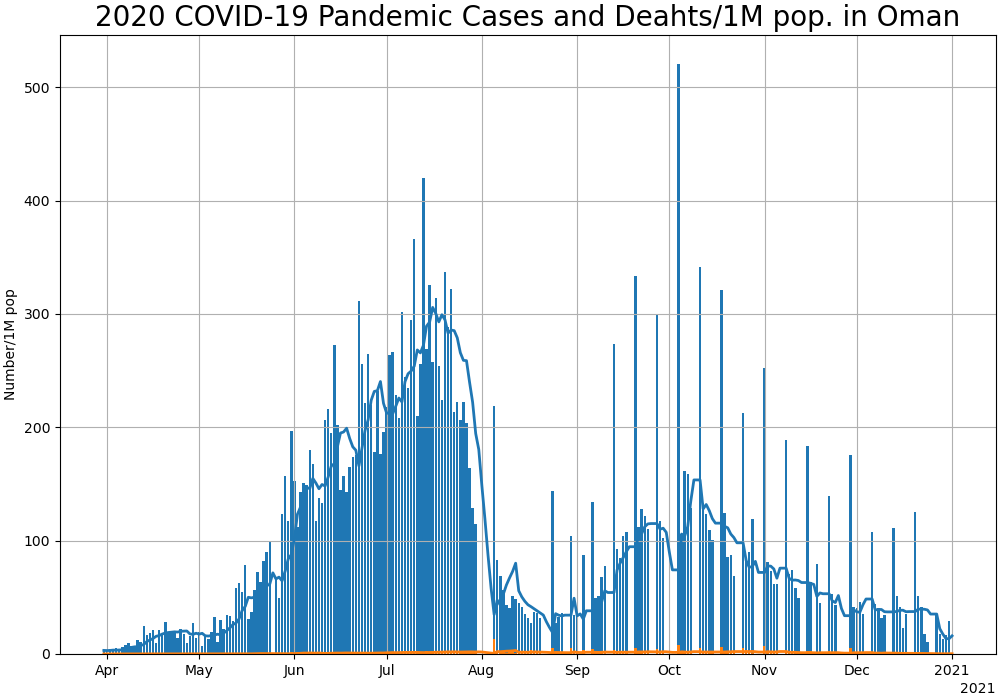 2020 COVID-19 Pandemic Cases and Deahts/1M pop. in Oman
500
400
300
200
100
0
Number/1M pop
Apr May Jun Jul Aug Sep Oct Nov Dec 2021
2021